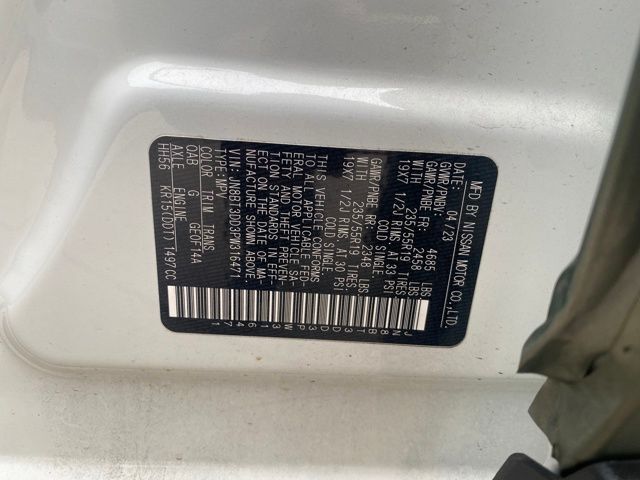 MFD BY NISSAN MOTOR CO.,LTD.
DATE: 04/23
GVWR/PNBV: 4685 LBS
GAWR/PNBE FR: 2458 LBS
WITH 235/55R19 TIRES
19X7 1/2J RIMS AT 33 PSI
COLD SINGLE.
GAWR/PNBE RR: 2348 LBS
WITH 235/55R19 TIRES
19X7 1/2J RIMS AT 30 PSI
COLD SINGLE.
THIS VEHICLE CONFORMS
TO ALL APPLICABLE FED-
ERAL MOTOR VEHICLE SA-
FETY AND THEFT PREVEN-
TION STANDARDS IN EFF-
ECT ON THE DATE OF MA-
NUFACTURE SHOWN ABOVE.
VIN: JN8BT3DD3PW316471
TYPE:MPV
COLOR TRIM TRANS
QAB G GE0F14A
AXLE ENGINE
HH56 KR15(DDT) 1497CC
JN8BT3DD3PW316471